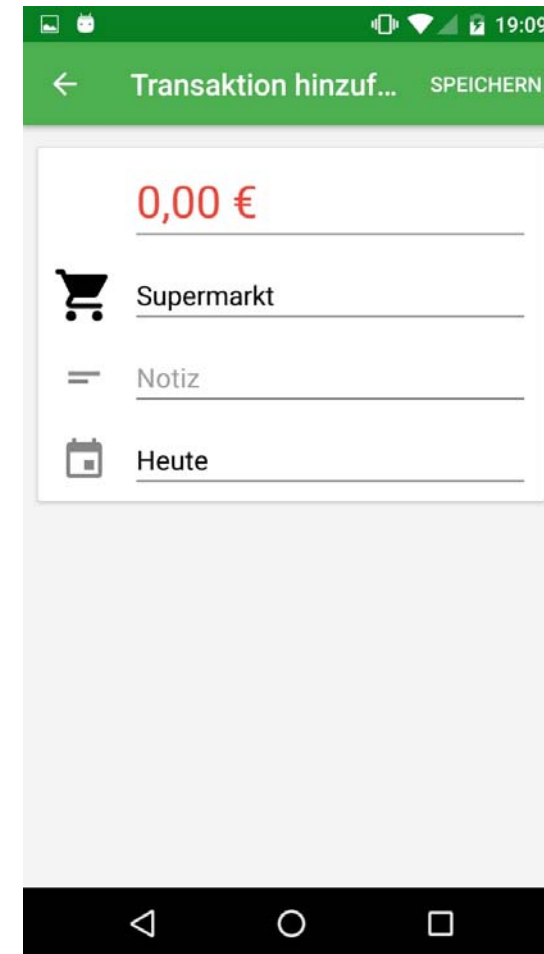 19:09
Transaktion hinzuf... SPEICHERN
0,00 €
Supermarkt
Notiz
Heute